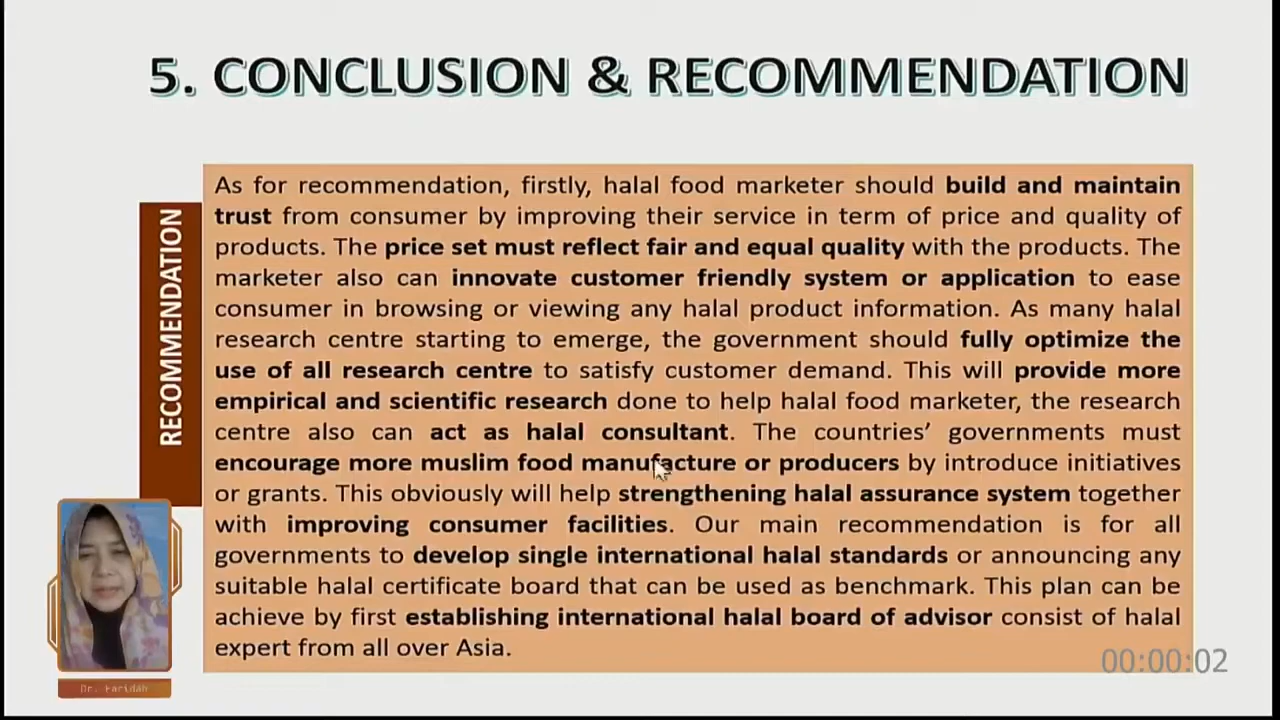 5. CONCLUSION & RECOMMENDATION
RECOMMENDATION
As for recommendation, firstly, halal food marketer should build and maintain
trust from consumer by improving their service in term of price and quality of
products. The price set must reflect fair and equal quality with the products. The
marketer also can innovate customer friendly system or application to ease
consumer in browsing or viewing any halal product information. As many halal
research centre starting to emerge, the government should fully optimize the
use of all research centre to satisfy customer demand. This will provide more
empirical and scientific research done to help halal food marketer, the research
centre also can act as halal consultant. The countries’ governments must
encourage more muslim food manufacture or producers by introduce initiatives
or grants. This obviously will help strengthening halal assurance system together
with improving consumer facilities. Our main recommendation is for all
governments to develop single international halal standards or announcing any
suitable halal certificate board that can be used as benchmark. This plan can be
achieve by first establishing international halal board of advisor consist of halal
expert from all over Asia.
00:00:02
Dr. Faridah